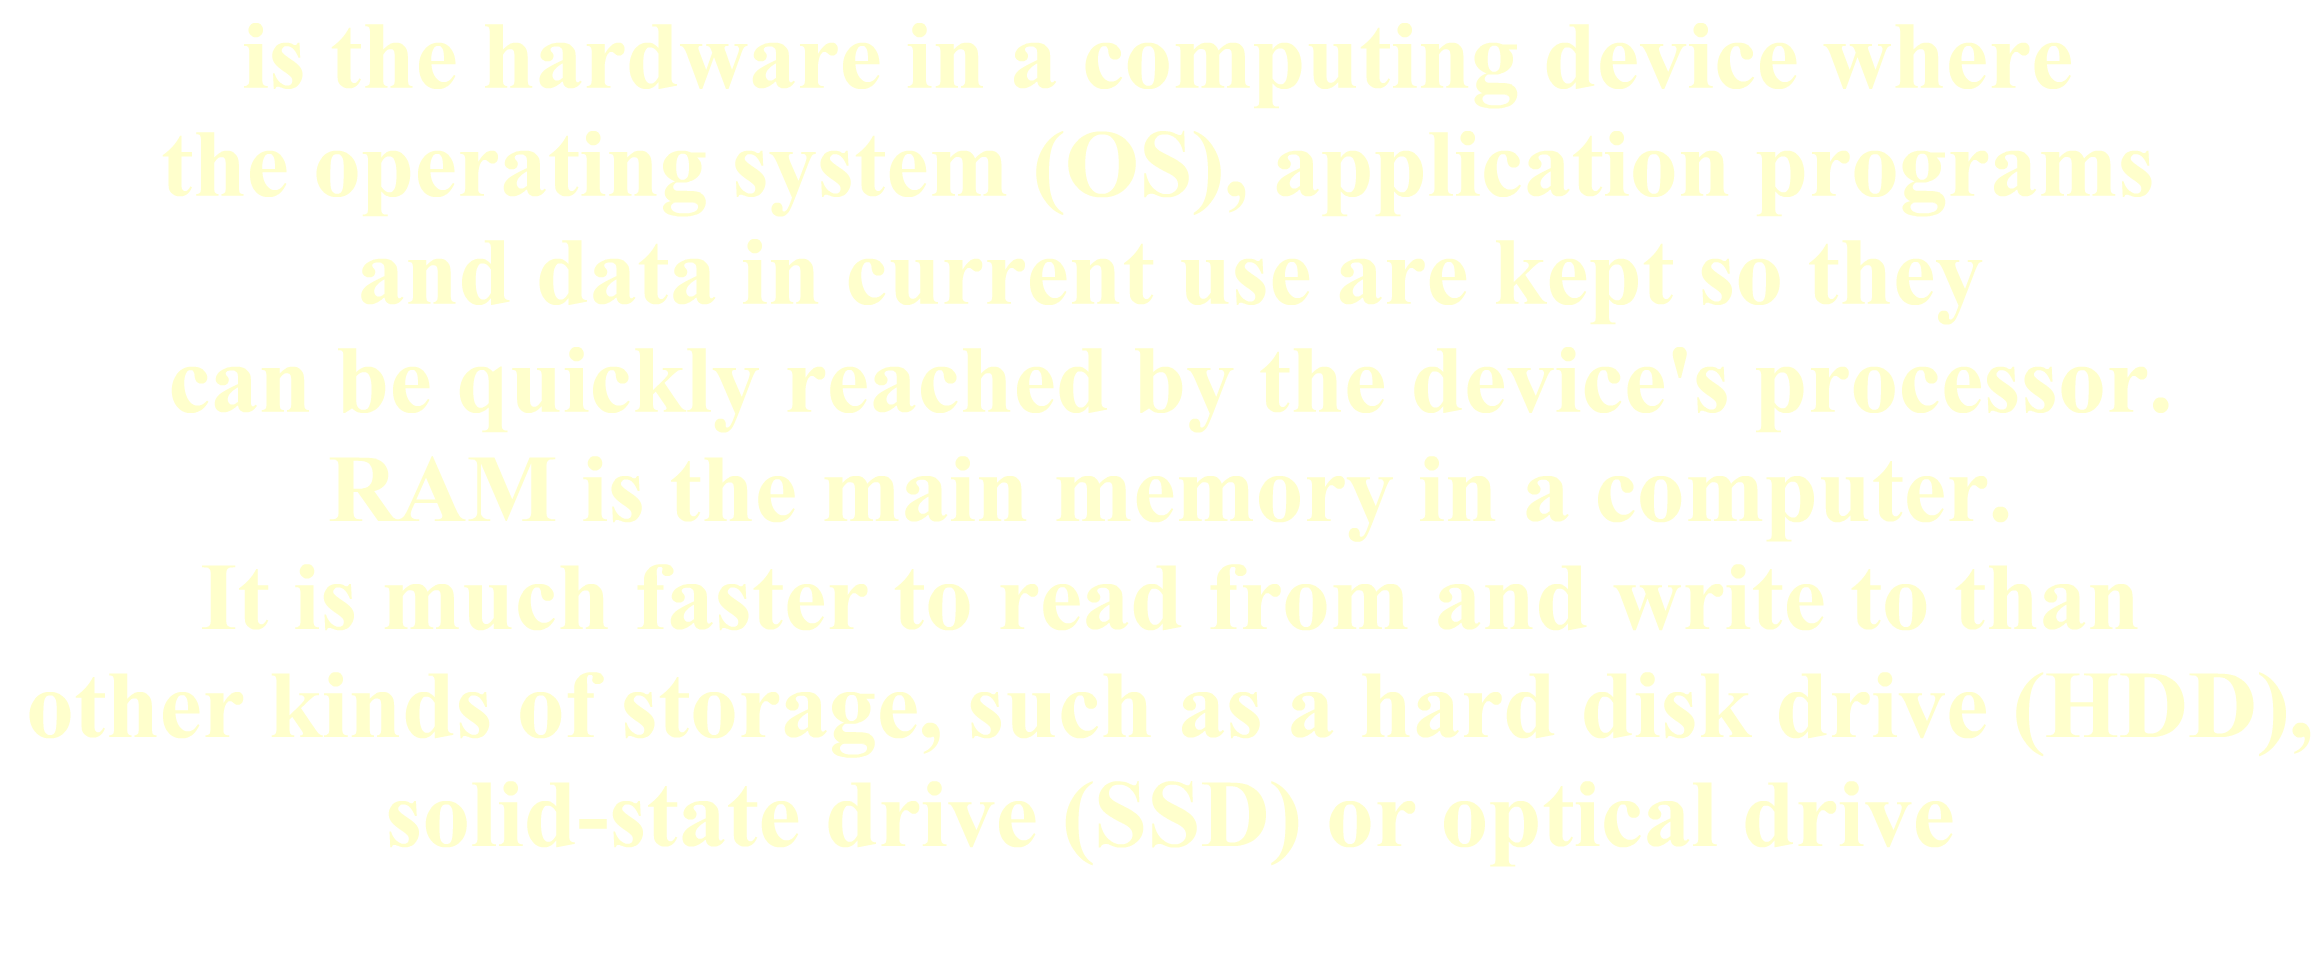 is the hardware in a computing device where
the operating system (OS), application programs
and data in current use are kept so they
can be quickly reached by the device's processor.
RAM is the main memory in a computer.
It is much faster to read from and write to than
other kinds of storage, such as a hard disk drive (HDD),
solid-state drive (SSD) or optical drive